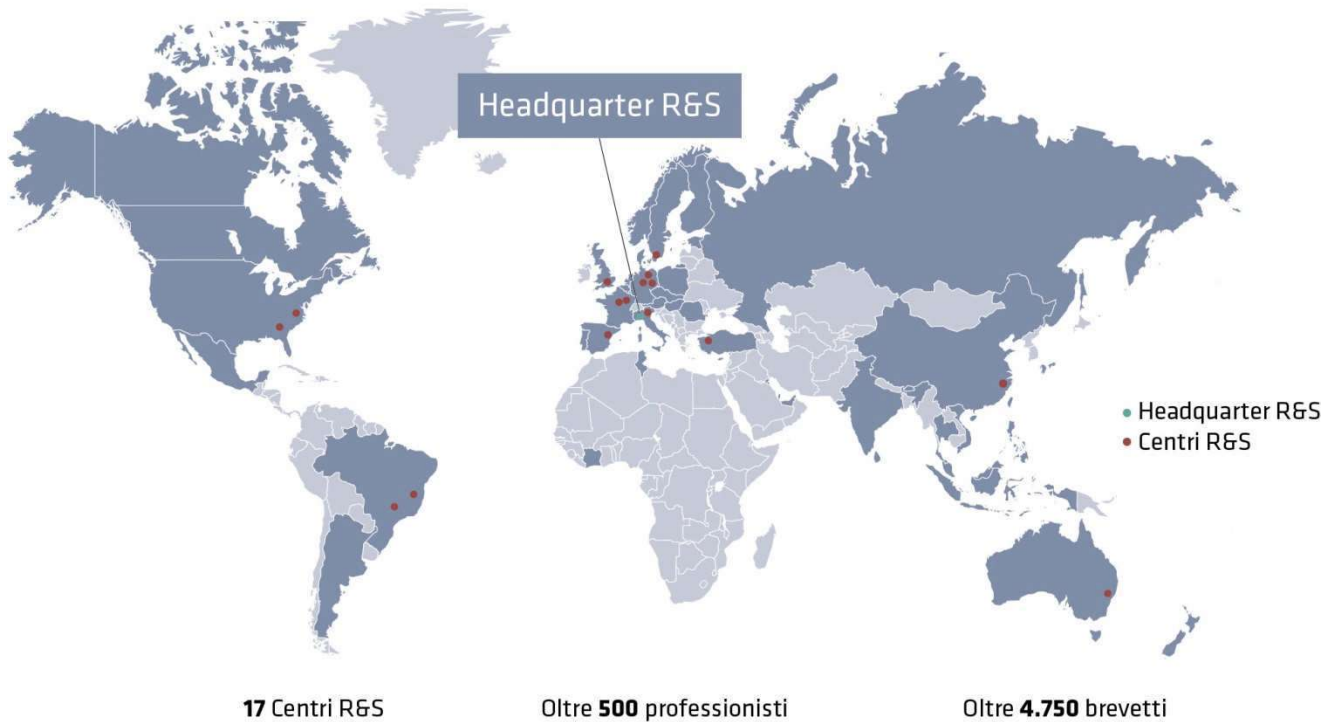 Headquarter R&S
Headquarter R&S
Centri R&S
17 Centri R&S
Oltre 500 professionisti
Oltre 4.750 brevetti